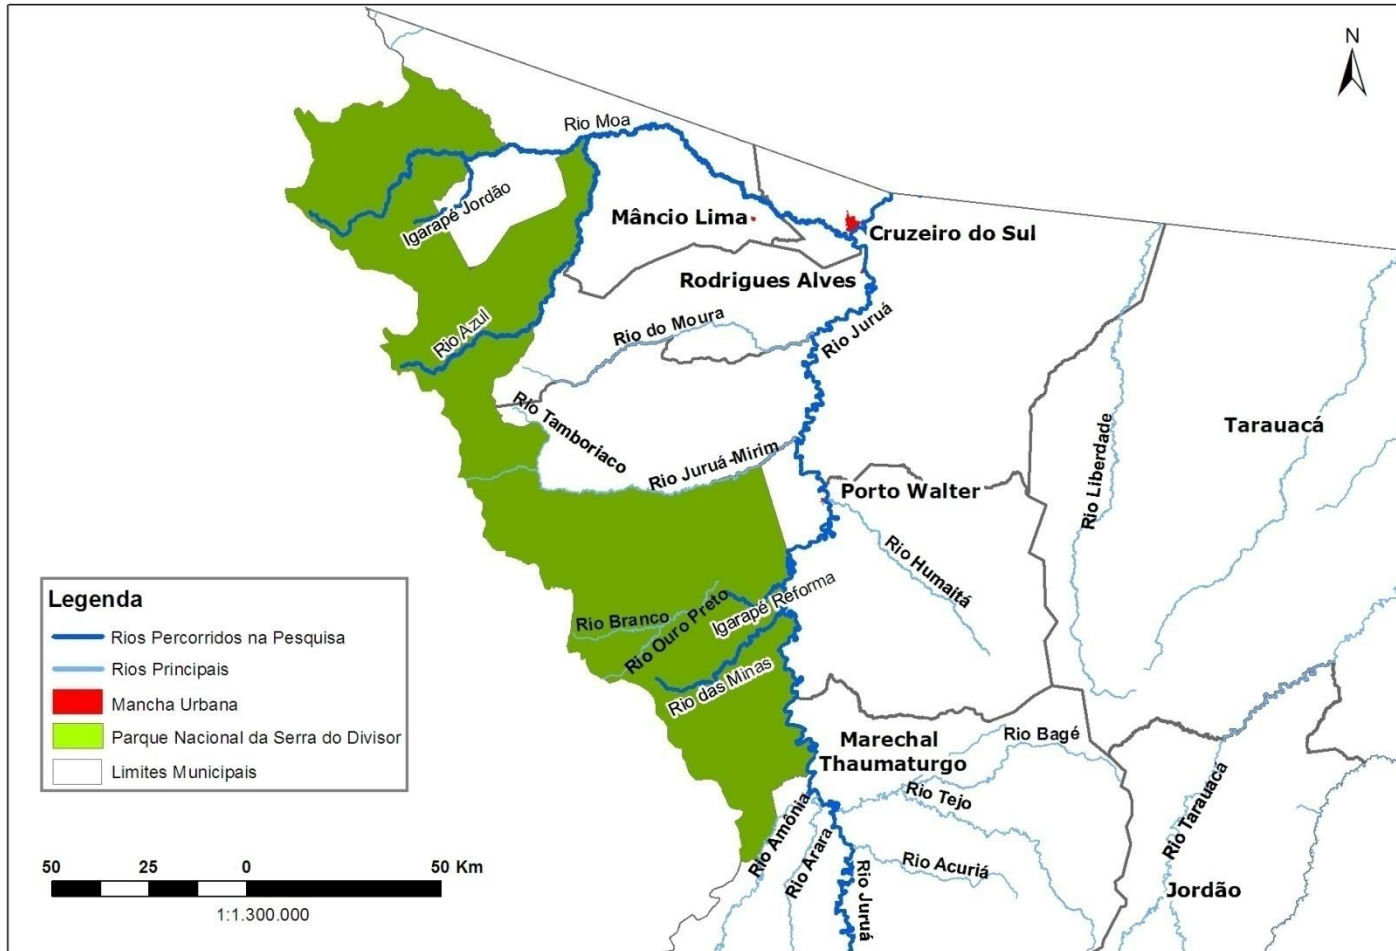 N
Rio Moa
Igarapé Jordão
Mâncio Lima
Cruzeiro do Sul
Rodrigues Alves
Rio Azul
Rio do Moura
Rio Juruá
Rio Tamboriaco
Rio Liberdade
Tarauacá
Rio Juruá-Mirim
Porto Walter
Rio Humaitá
Igarapé Reforma
Rio Branco
Rio Ouro Preto
Rio das Minas
Marechal
Thaumaturgo
Rio Bagé
Rio Tejo
Rio Tarauacá
Rio Amônia
Rio Arara
Rio Acuriá
Rio Juruá
Jordão
Legenda
Rios Percorridos na Pesquisa
Rios Principais
Mancha Urbana
Parque Nacional da Serra do Divisor
Limites Municipais
50 25 0 50 Km
1:1.300.000